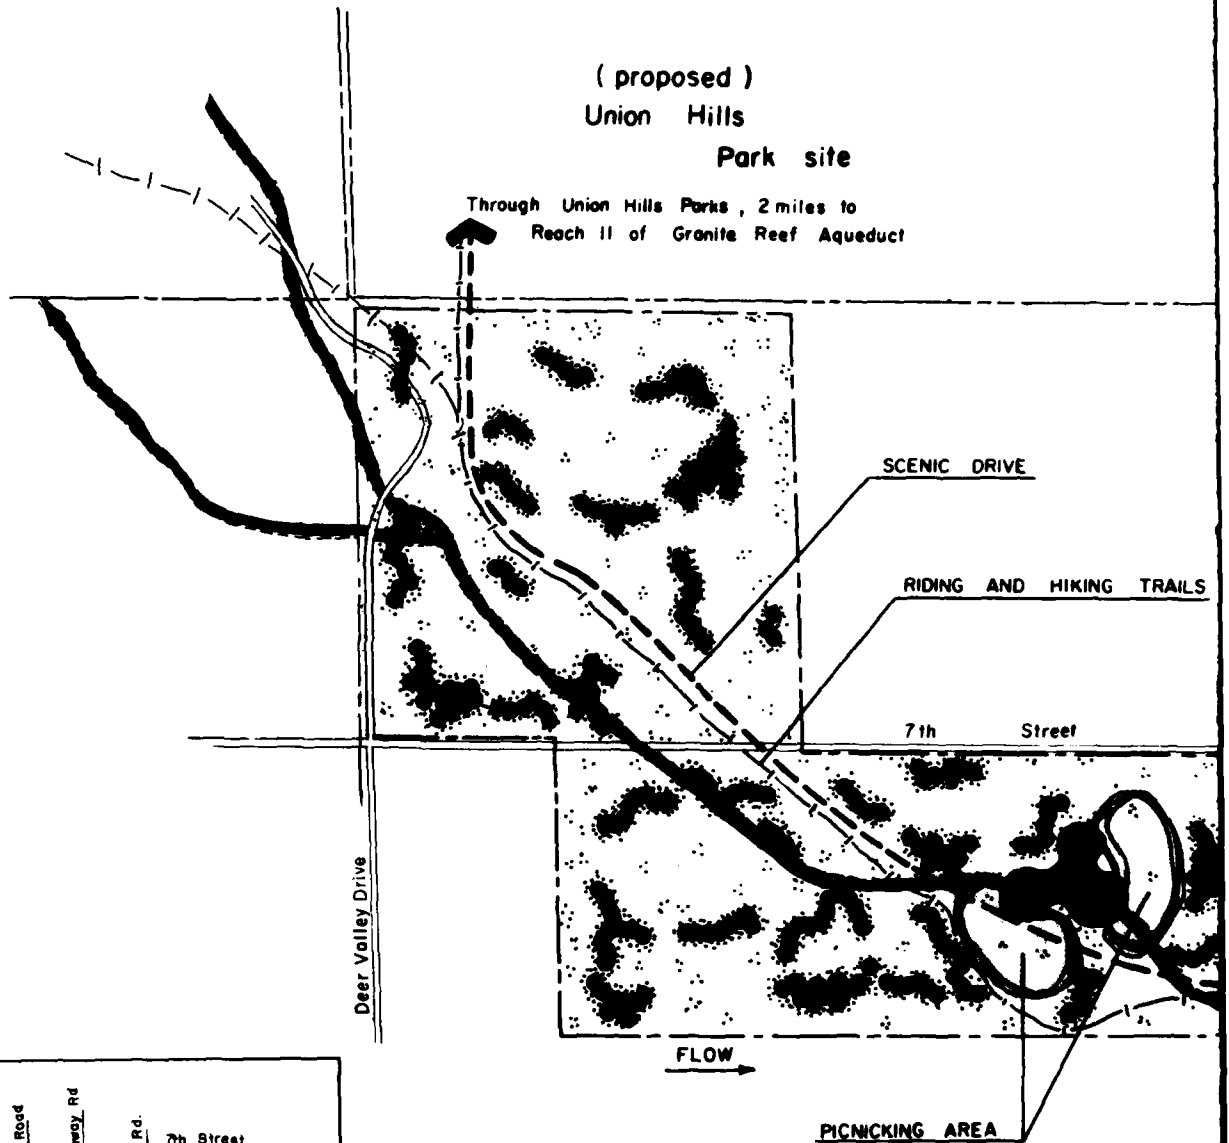 ( proposed )
Union Hills
Park site
Through Union Hills Parks , 2 miles to
Reach 11 of Granite Reef Aqueduct
SCENIC DRIVE
RIDING AND HIKING TRAILS
7th Street
Deer Valley Drive
FLOW
PICNICKING AREA
Road
way Rd
Rd.
7th Street